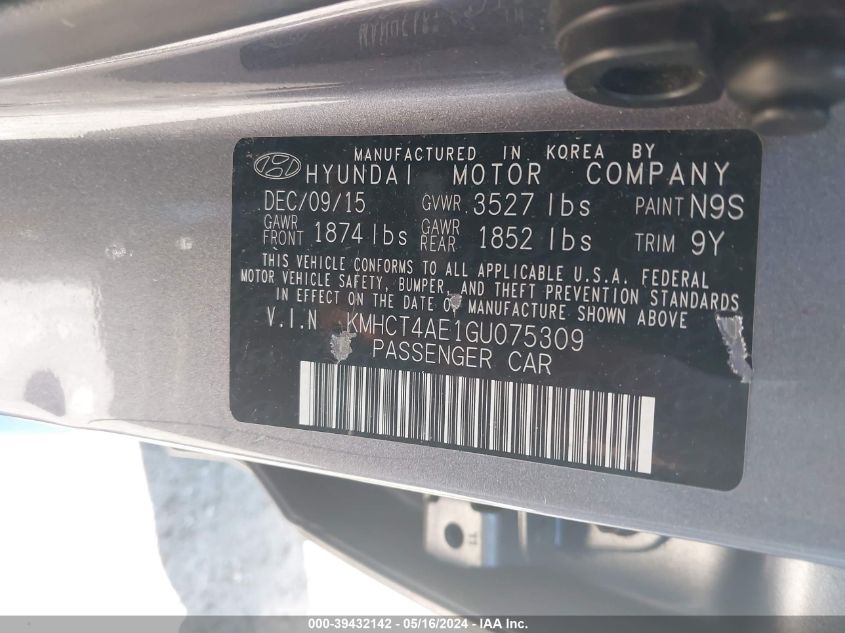 MANUFACTURED IN KOREA BY
HYUNDAI MOTOR COMPANY
DEC/09/15 GVWR 3527 lbs PAINT N9S
GAWR FRONT 1874 lbs GAWR REAR 1852 lbs TRIM 9Y
THIS VEHICLE CONFORMS TO ALL APPLICABLE U.S.A. FEDERAL
MOTOR VEHICLE SAFETY, BUMPER, AND THEFT PREVENTION STANDARDS
IN EFFECT ON THE DATE OF MANUFACTURE SHOWN ABOVE
V.I.N KMHCT4AE1GU075309
PASSENGER CAR
000-39432142 - 05/16/2024 - IAA Inc.